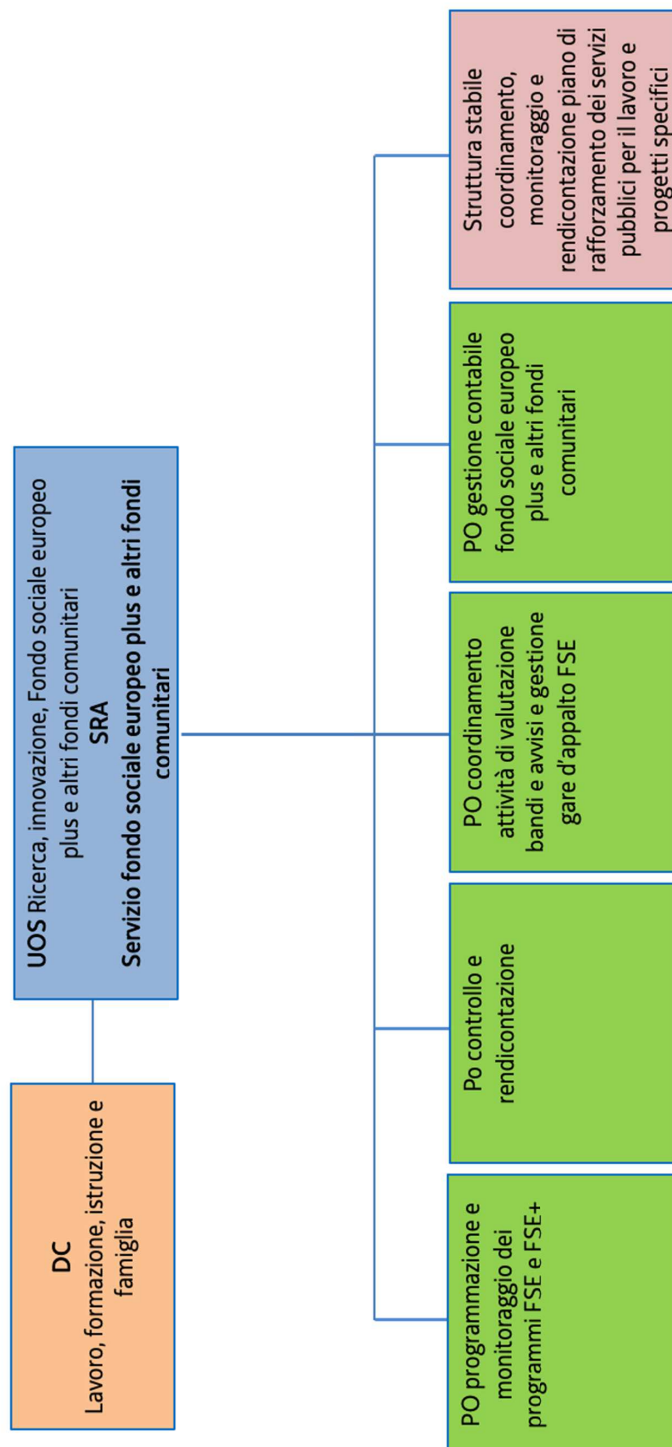 DC
Lavoro, formazione, istruzione e
famiglia
UOS Ricerca, innovazione, Fondo sociale europeo
plus e altri fondi comunitari
SRA
Servizio fondo sociale europeo plus e altri fondi
comunitari
PO programmazione e
monitoraggio dei
programmi FSE e FSE+
Po controllo e
rendicontazione
PO coordinamento
attività di valutazione
bandi e avvisi e gestione
gare d'appalto FSE
PO gestione contabile
fondo sociale europeo
plus e altri fondi
comunitari
Struttura stabile
coordinamento,
monitoraggio e
rendicontazione piano di
rafforzamento dei servizi
pubblici per il lavoro e
progetti specifici